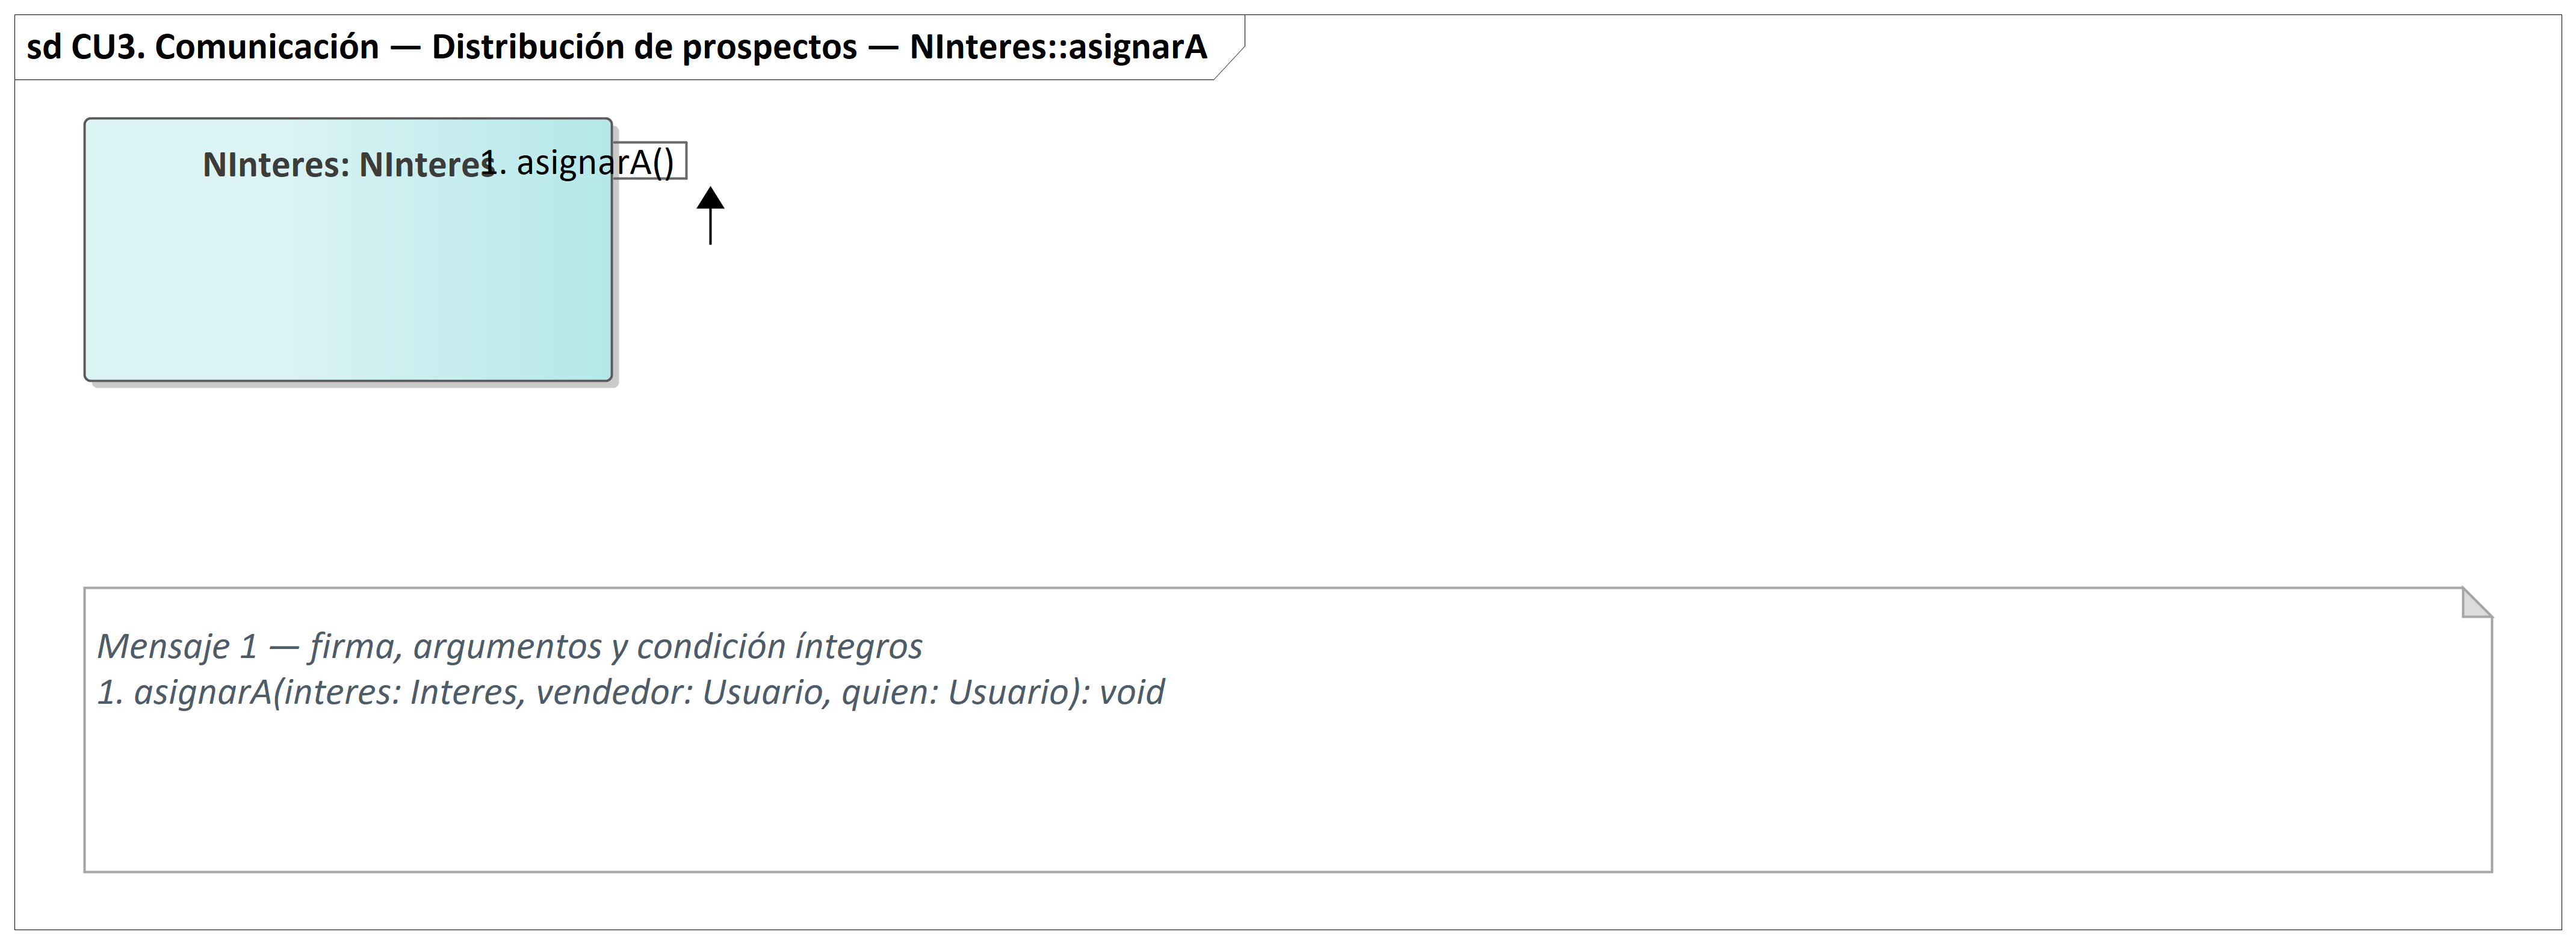 sd CU3. Comunicación — Distribución de prospectos — NInteres::asignarA
NInteres: NInteres
1. asignarA()
Mensaje 1 — firma, argumentos y condición íntegros
1. asignarA(interes: Interes, vendedor: Usuario, quien: Usuario): void